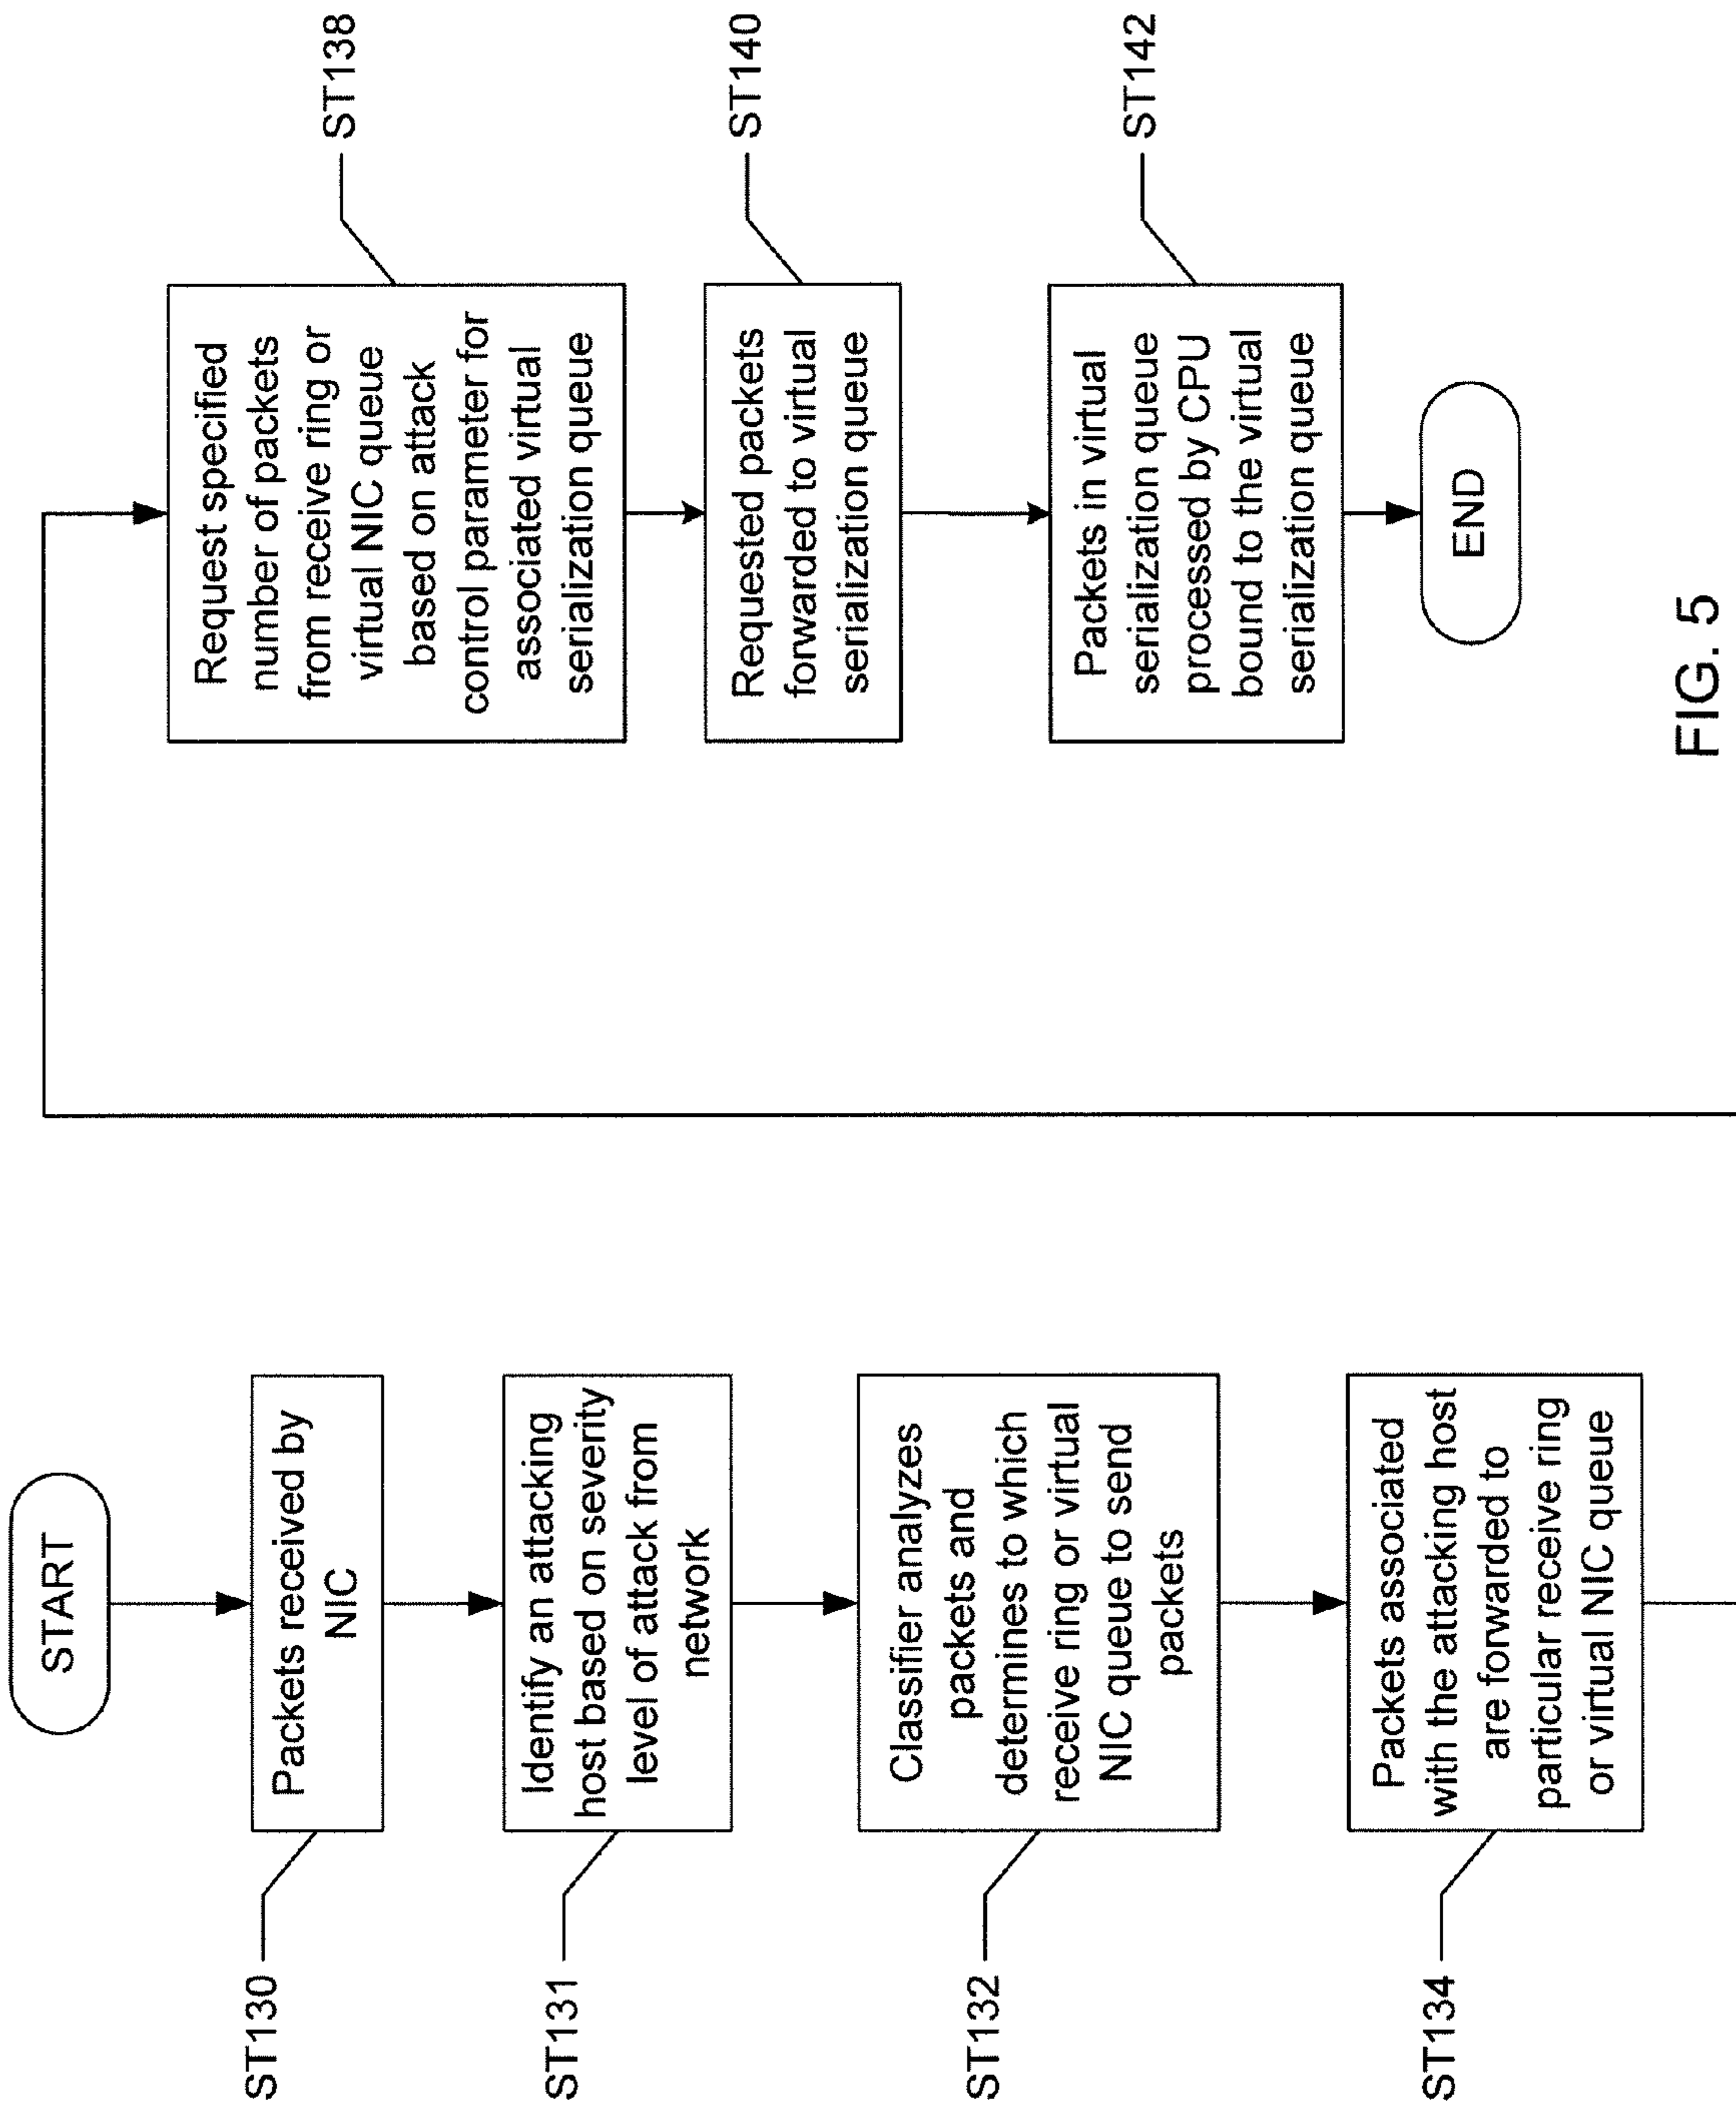 START
ST130
Packets received by
NIC
ST131
Identify an attacking
host based on severity
level of attack from
network
ST132
Classifier analyzes
packets and
determines to which
receive ring or virtual
NIC queue to send
packets
ST134
Packets associated
with the attacking host
are forwarded to
particular receive ring
or virtual NIC queue
ST138
Request specified
number of packets
from receive ring or
virtual NIC queue
based on attack
control parameter for
associated virtual
serialization queue
ST140
Requested packets
forwarded to virtual
serialization queue
ST142
Packets in virtual
serialization queue
processed by CPU
bound to the virtual
serialization queue
END
FIG. 5